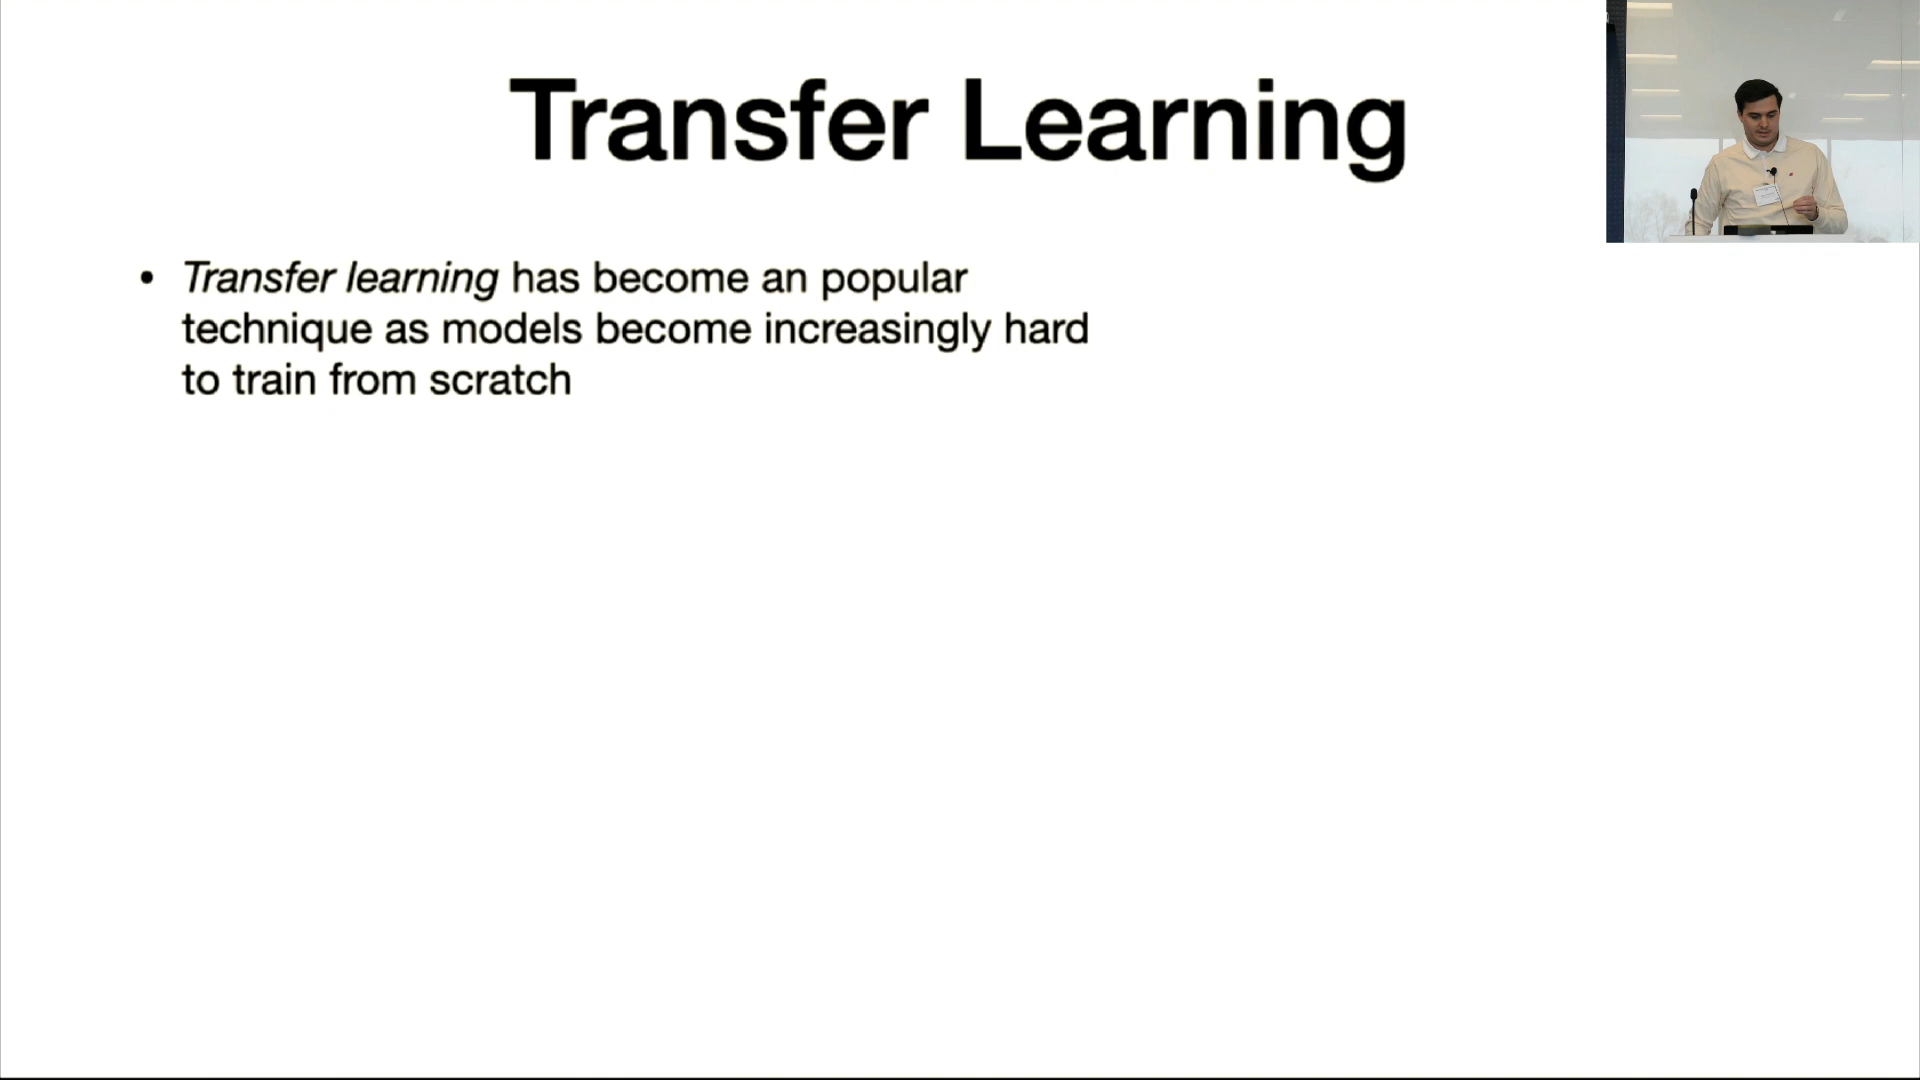 Transfer Learning
• Transfer learning has become an popular
technique as models become increasingly hard
to train from scratch